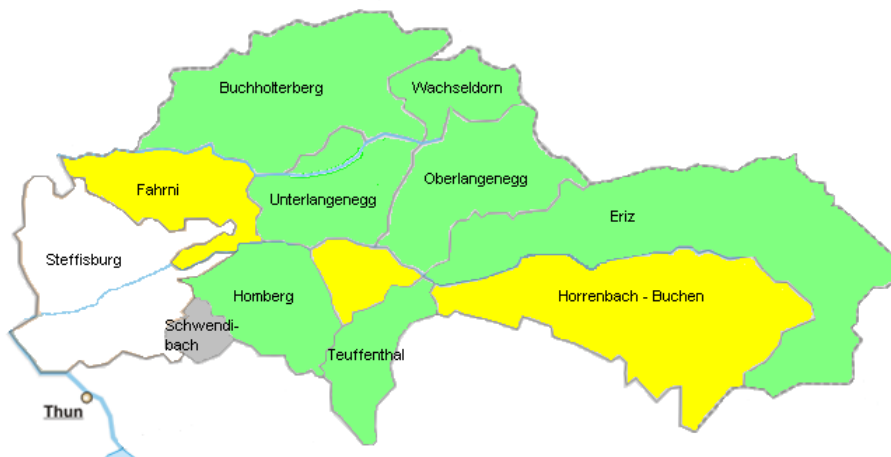 Buchholterberg
Wachseldorn
Fahrni
Unterlangenegg
Oberlangenegg
Eriz
Steffisburg
Homberg
Horrenbach - Buchen
Schwendi-
bach
Teuffenthal
Thun